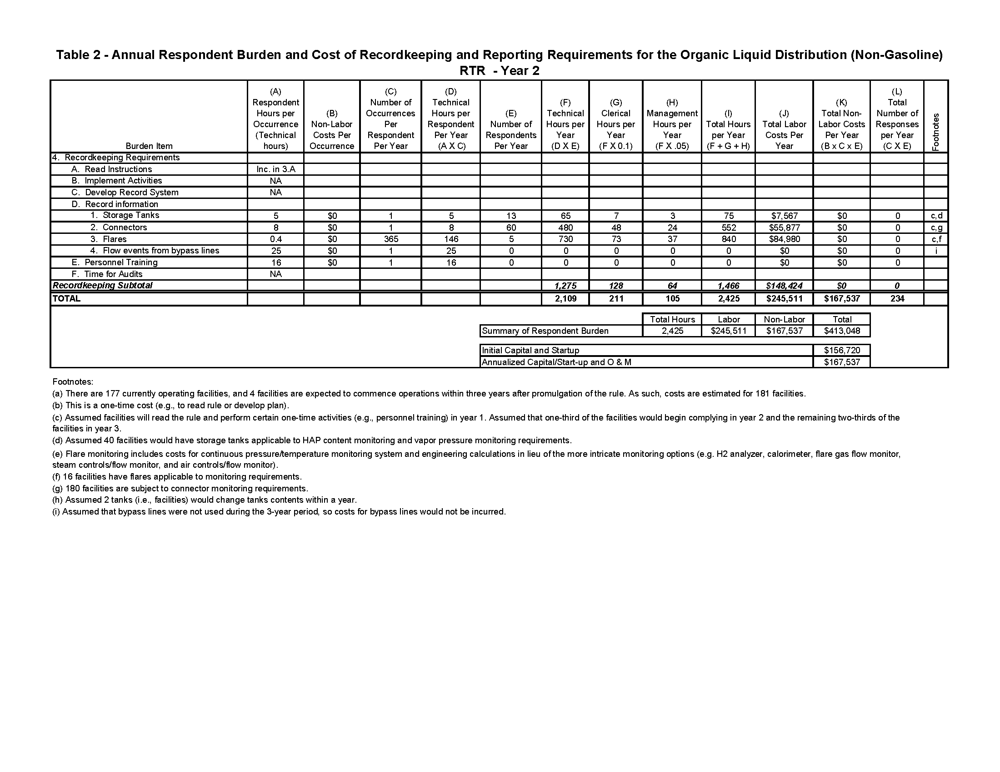 Table 2 - Annual Respondent Burden and Cost of Recordkeeping and Reporting Requirements for the Organic Liquid Distribution (Non-Gasoline)
RTR - Year 2
Burden Item (A) Respondent Hours per Occurrence (Technical hours) (B) Non-Labor Costs Per Occurrence (C) Number of Occurrences Per Respondent Per Year (D) Technical Hours per Respondent Per Year (A X C) (E) Number of Respondents Per Year (F) Technical Hours per Year (D X E) (G) Clerical Hours per Year (F X 0.1) (H) Management Hours per Year (F X .05) (I) Total Hours per Year (F + G + H) (J) Total Labor Costs Per Year (K) Total Non-Labor Costs Per Year (B x C x E) (L) Total Number of Responses per Year (C X E) Footnotes
4. Recordkeeping Requirements
A. Read Instructions Inc. in 3.A
B. Implement Activities NA
C. Develop Record System NA
D. Record information
1. Storage Tanks 5 $0 1 5 13 65 7 3 75 $7,567 $0 0 c,d
2. Connectors 8 $0 1 8 60 480 48 24 552 $55,877 $0 0 c,g
3. Flares 0.4 $0 365 146 5 730 73 37 840 $84,980 $0 0 c,f
4. Flow events from bypass lines 25 $0 1 25 0 0 0 0 0 $0 $0 0 i
E. Personnel Training 16 $0 1 16 0 0 0 0 0 $0 $0 0
F. Time for Audits NA
Recordkeeping Subtotal 1,275 128 64 1,466 $148,424 $0 0
TOTAL 2,109 211 105 2,425 $245,511 $167,537 234
Total Hours Labor Non-Labor Total
Summary of Respondent Burden 2,425 $245,511 $167,537 $413,048
Initial Capital and Startup $156,720
Annualized Capital/Start-up and O & M $167,537
Footnotes:
(a) There are 177 currently operating facilities, and 4 facilities are expected to commence operations within three years after promulgation of the rule. As such, costs are estimated for 181 facilities.
(b) This is a one-time cost (e.g., to read rule or develop plan).
(c) Assumed facilities will read the rule and perform certain one-time activities (e.g., personnel training) in year 1. Assumed that one-third of the facilities would begin complying in year 2 and the remaining two-thirds of the
facilities in year 3.
(d) Assumed 40 facilities would have storage tanks applicable to HAP content monitoring and vapor pressure monitoring requirements.
(e) Flare monitoring includes costs for continuous pressure/temperature monitoring system and engineering calculations in lieu of the more intricate monitoring options (e.g. H2 analyzer, calorimeter, flare gas flow monitor,
steam controls/flow monitor, and air controls/flow monitor).
(f) 16 facilities have flares applicable to monitoring requirements.
(g) 180 facilities are subject to connector monitoring requirements.
(h) Assumed 2 tanks (i.e., facilities) would change tanks contents within a year.
(i) Assumed that bypass lines were not used during the 3-year period, so costs for bypass lines would not be incurred.